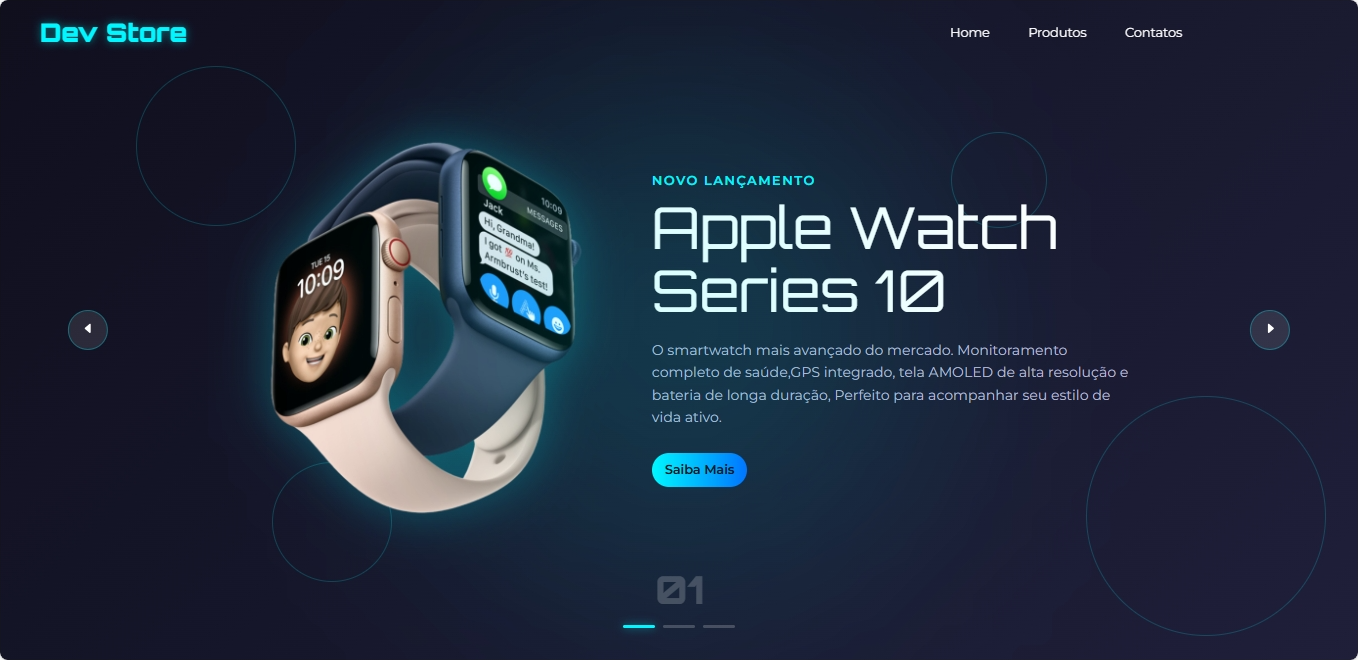 Dev Store
Home
Produtos
Contatos
NOVO LANÇAMENTO
Apple Watch
Series 10
O smartwatch mais avançado do mercado. Monitoramento
completo de saúde,GPS integrado, tela AMOLED de alta resolução e
bateria de longa duração, Perfeito para acompanhar seu estilo de
vida ativo.
Saiba Mais
TUE 15
10:09
10:09
Jack
MESSAGES
Hi, Grandma!
I got 💯 on Ms.
Armbrust's test!
01